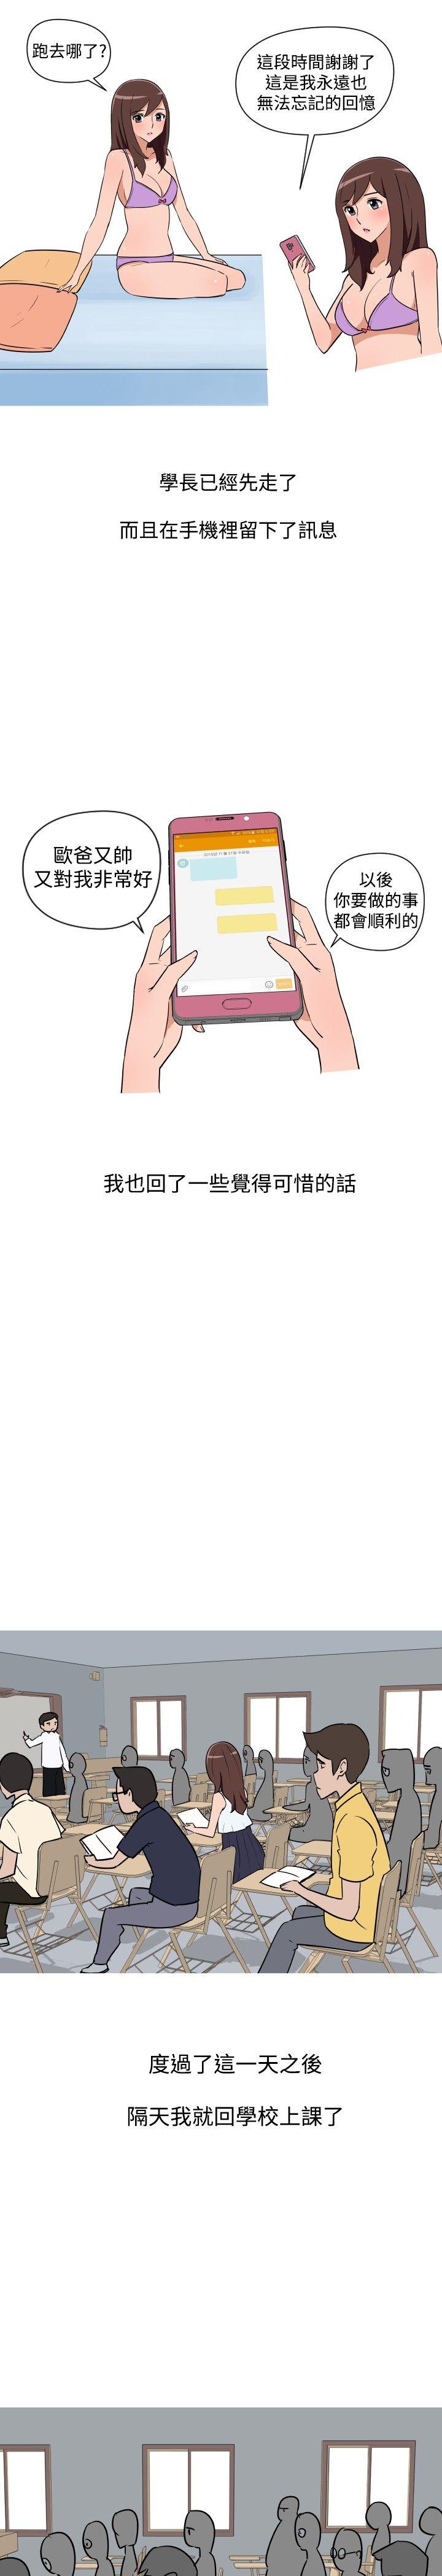 跑去哪了?
這段時間謝謝了
這是我永遠也
無法忘記的回憶
學長已經先走了
而且在手機裡留下了訊息
歐爸又帥
又對我非常好
以後
你要做的事
都會順利的
我也回了一些覺得可惜的話
度過了這一天之後
隔天我就回學校上課了